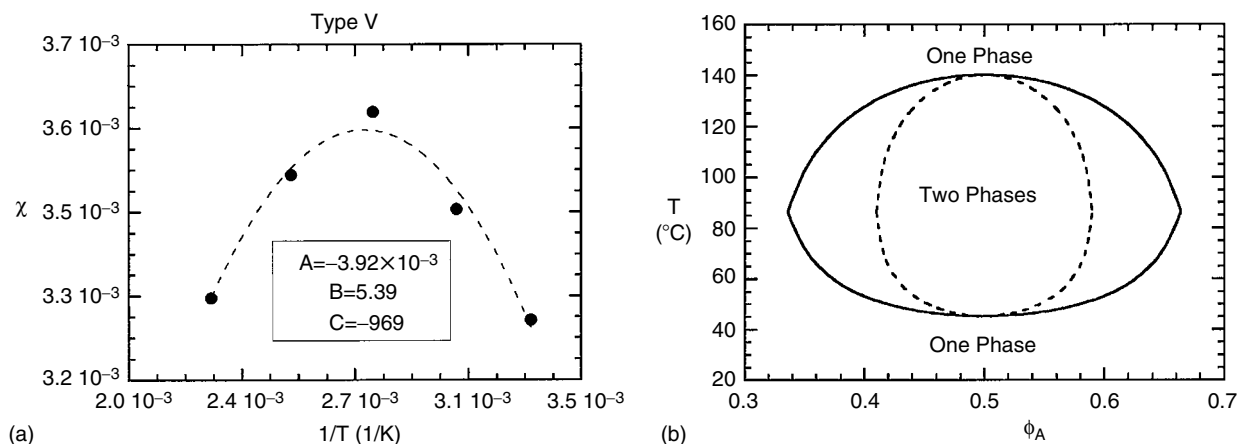 Type V
3.7 10⁻³
3.6 10⁻³
χ
3.5 10⁻³
3.3 10⁻³
3.2 10⁻³
A=−3.92×10⁻³
B=5.39
C=−969
2.0 10⁻³ 2.4 10⁻³ 2.7 10⁻³ 3.1 10⁻³ 3.5 10⁻³
(a)
1/T (1/K)
160
140
120
100
T
(°C)
80
60
40
20
One Phase
Two Phases
One Phase
0.3 0.4 0.5 0.6 0.7
(b)
ϕA